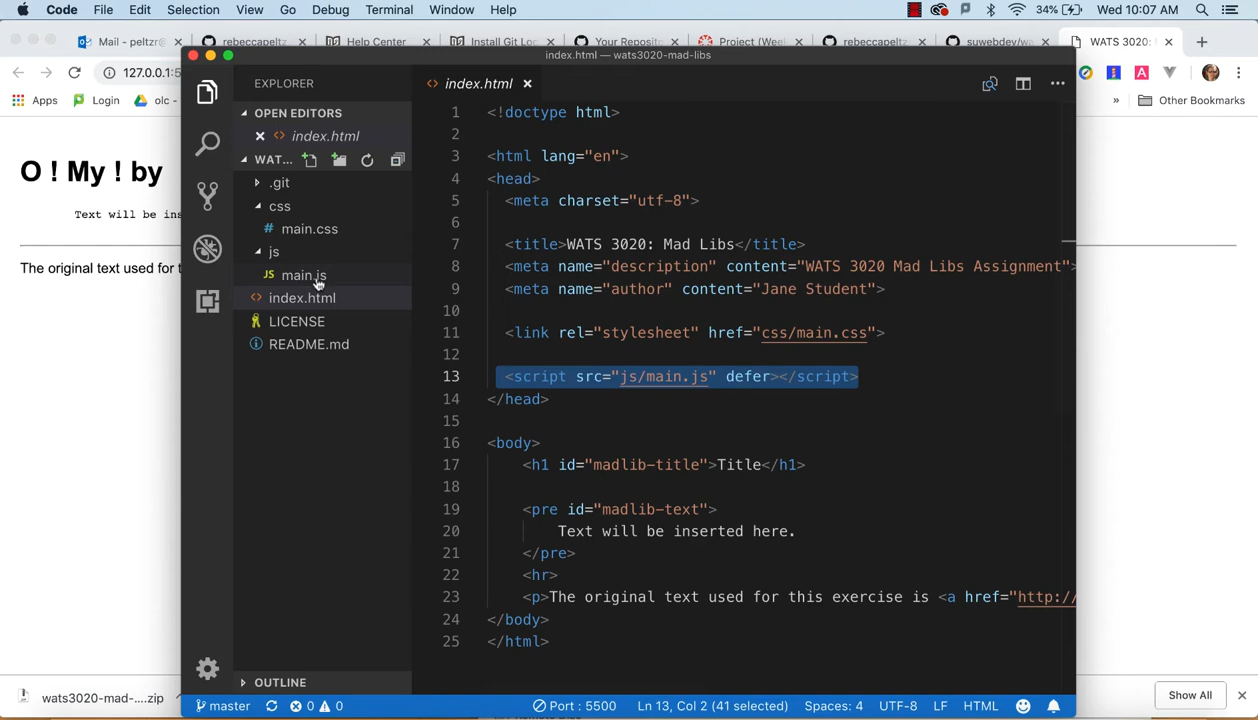 Code File Edit Selection View Go Debug Terminal Window Help 34% Wed 10:07 AM
Mail - peltzr rebeccapeltz Help Center Install Git Loc Your Reposito Project (Wee rebeccapeltz suwebdev/wa WATS 3020:
127.0.0.1:5
Apps Login olc - » Other Bookmarks
index.html — wats3020-mad-libs
EXPLORER
index.html
OPEN EDITORS
index.html
WAT...
.git
css
main.css
js
JS main.js
index.html
LICENSE
README.md
OUTLINE
1 <!doctype html>
2
3 <html lang="en">
4 <head>
5 <meta charset="utf-8">
6
7 <title>WATS 3020: Mad Libs</title>
8 <meta name="description" content="WATS 3020 Mad Libs Assignment">
9 <meta name="author" content="Jane Student">
10
11 <link rel="stylesheet" href="css/main.css">
12
13 <script src="js/main.js" defer></script>
14 </head>
15
16 <body>
17 <h1 id="madlib-title">Title</h1>
18
19 <pre id="madlib-text">
20 Text will be inserted here.
21 </pre>
22 <hr>
23 <p>The original text used for this exercise is <a href="http://
24 </body>
25 </html>
O ! My ! by
Text will be ins
The original text used for t
master 0 0 Port : 5500 Ln 13, Col 2 (41 selected) Spaces: 4 UTF-8 LF HTML
wats3020-mad-....zip Show All